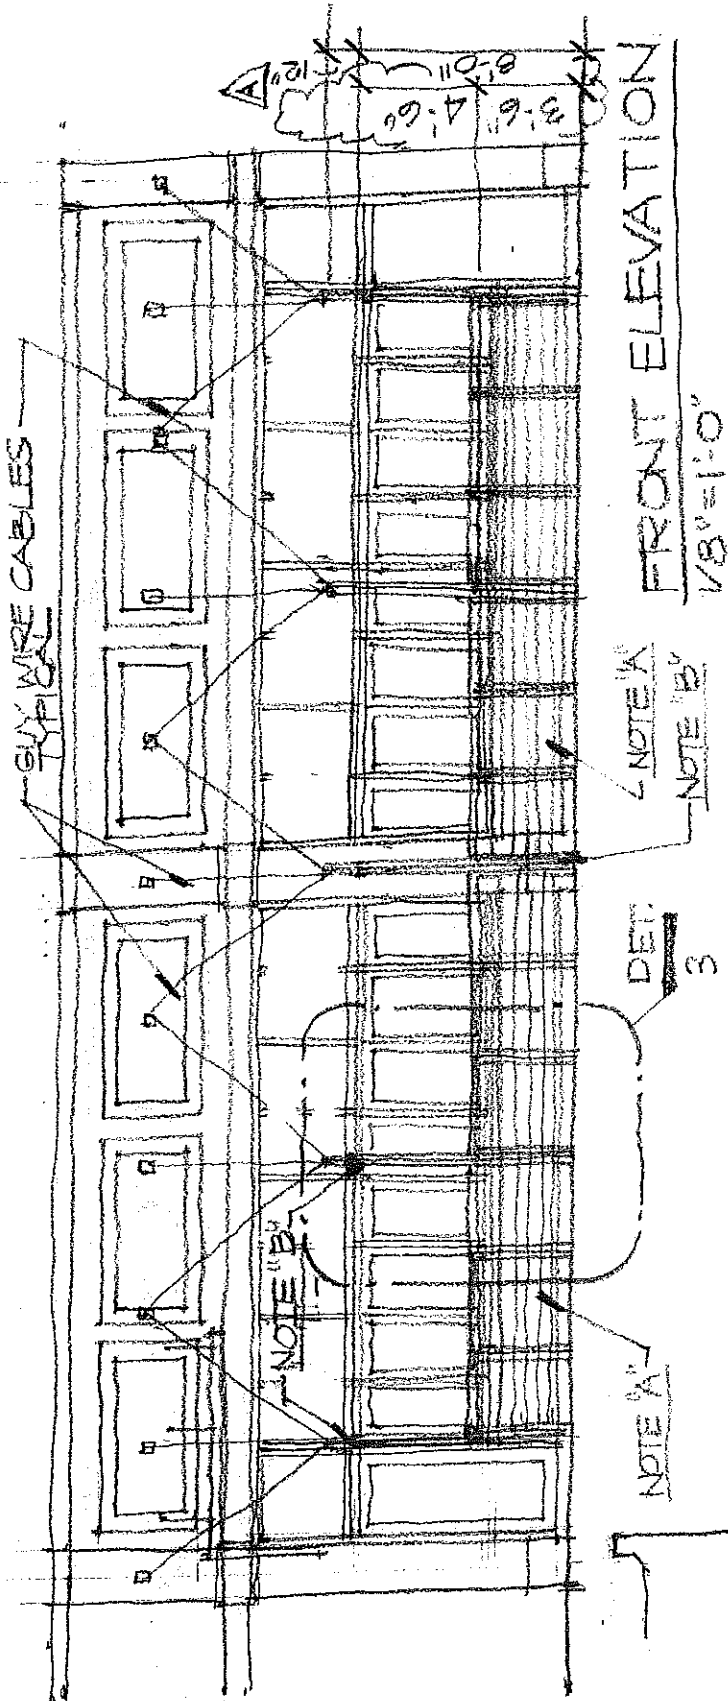 GUY WIRE CABLES
TYPICAL
A
12"
8'-0"
4'-6"
3'-6"
NOTE "B"
NOTE "A"
DET.
3
NOTE "A"
NOTE "B"
FRONT ELEVATION
1/8"=1'-0"